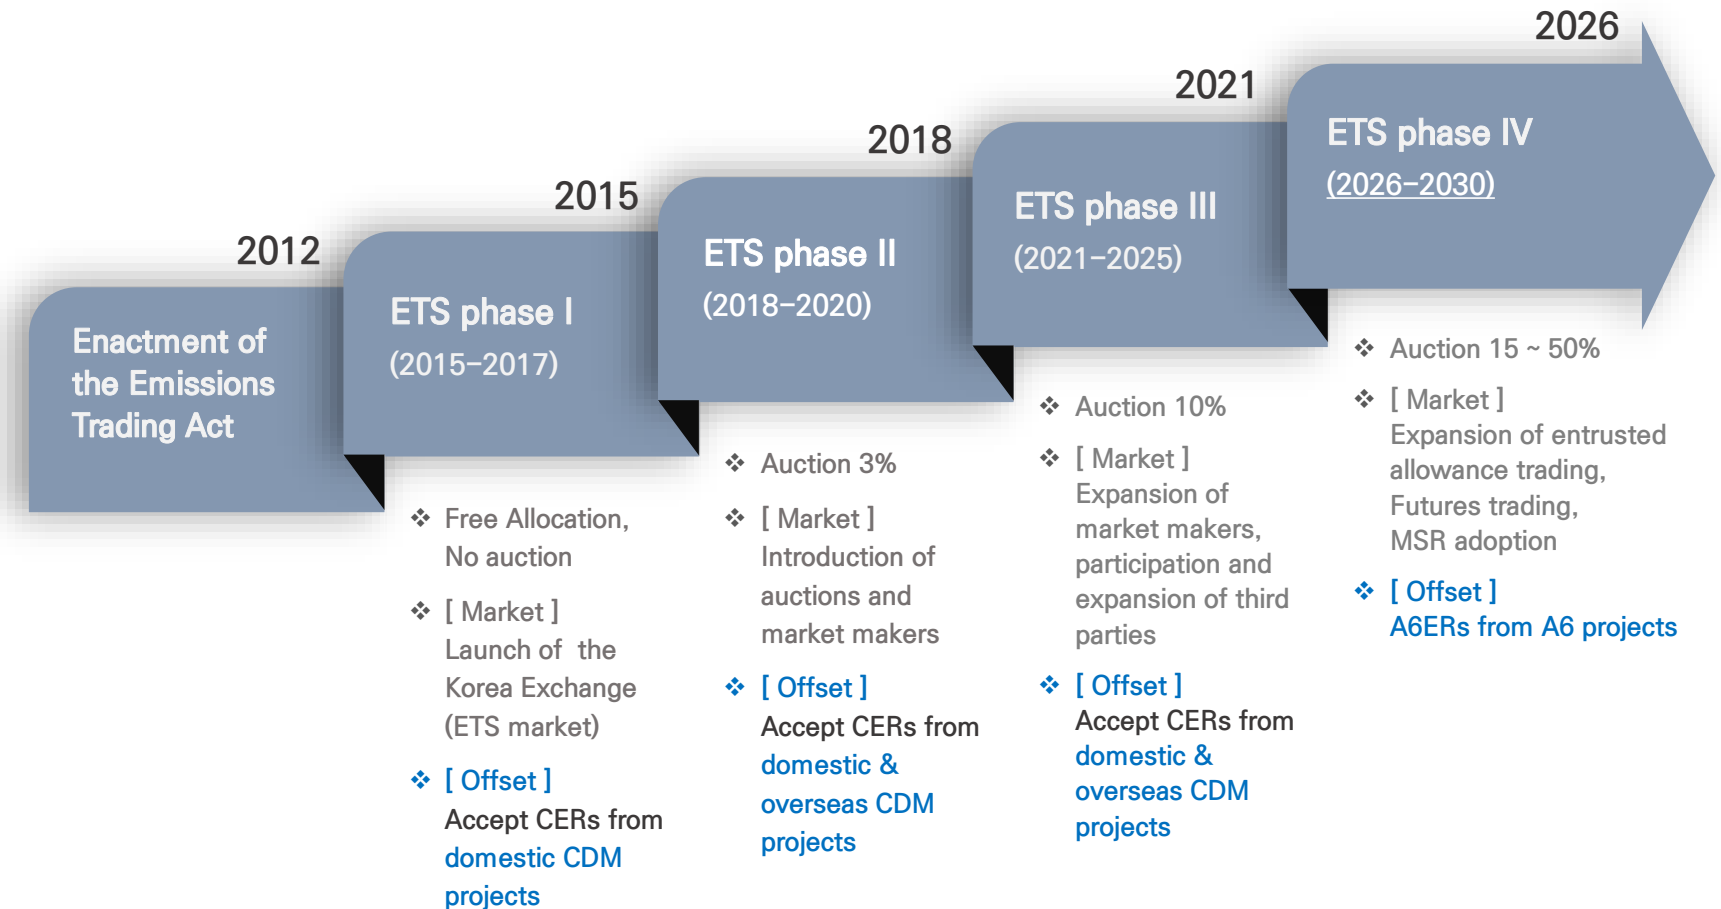 2012
Enactment of
the Emissions
Trading Act
2015
ETS phase I
(2015-2017)
❖ Free Allocation,
No auction
❖ [ Market ]
Launch of the
Korea Exchange
(ETS market)
❖ [ Offset ]
Accept CERs from
domestic CDM
projects
2018
ETS phase II
(2018-2020)
❖ Auction 3%
❖ [ Market ]
Introduction of
auctions and
market makers
❖ [ Offset ]
Accept CERs from
domestic &
overseas CDM
projects
2021
ETS phase III
(2021-2025)
❖ Auction 10%
❖ [ Market ]
Expansion of
market makers,
participation and
expansion of third
parties
❖ [ Offset ]
Accept CERs from
domestic &
overseas CDM
projects
2026
ETS phase IV
(2026-2030)
❖ Auction 15 ~ 50%
❖ [ Market ]
Expansion of entrusted
allowance trading,
Futures trading,
MSR adoption
❖ [ Offset ]
A6ERs from A6 projects